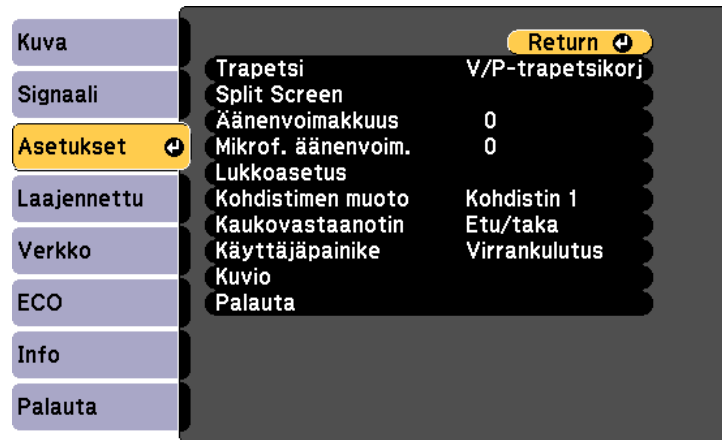 Kuva
Signaali
Asetukset
Laajennettu
Verkko
ECO
Info
Palauta
Return
Trapetsi V/P-trapetsikorj
Split Screen
Äänenvoimakkuus 0
Mikrof. äänenvoim. 0
Lukkoasetus
Kohdistimen muoto Kohdistin 1
Kaukovastaanotin Etu/taka
Käyttäjäpainike Virrankulutus
Kuvio
Palauta